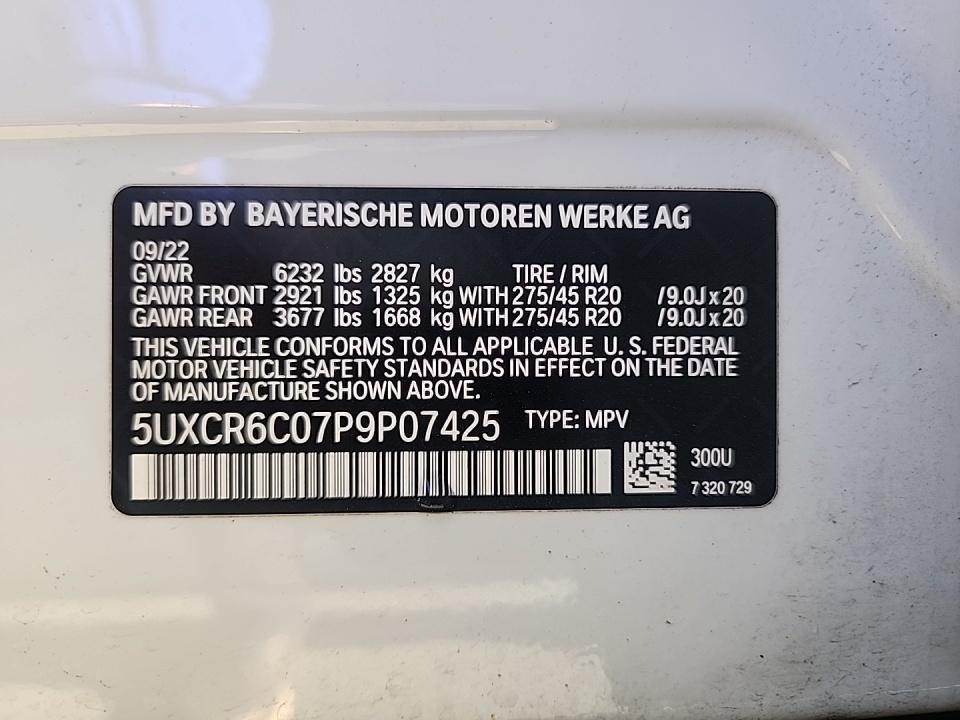 MFD BY BAYERISCHE MOTOREN WERKE AG
09/22
GVWR 6232 lbs 2827 kg TIRE / RIM
GAWR FRONT 2921 lbs 1325 kg WITH 275/45 R20 /9.0J x 20
GAWR REAR 3677 lbs 1668 kg WITH 275/45 R20 /9.0J x 20
THIS VEHICLE CONFORMS TO ALL APPLICABLE U. S. FEDERAL
MOTOR VEHICLE SAFETY STANDARDS IN EFFECT ON THE DATE
OF MANUFACTURE SHOWN ABOVE.
5UXCR6C07P9P07425 TYPE: MPV
300U
7 320 729